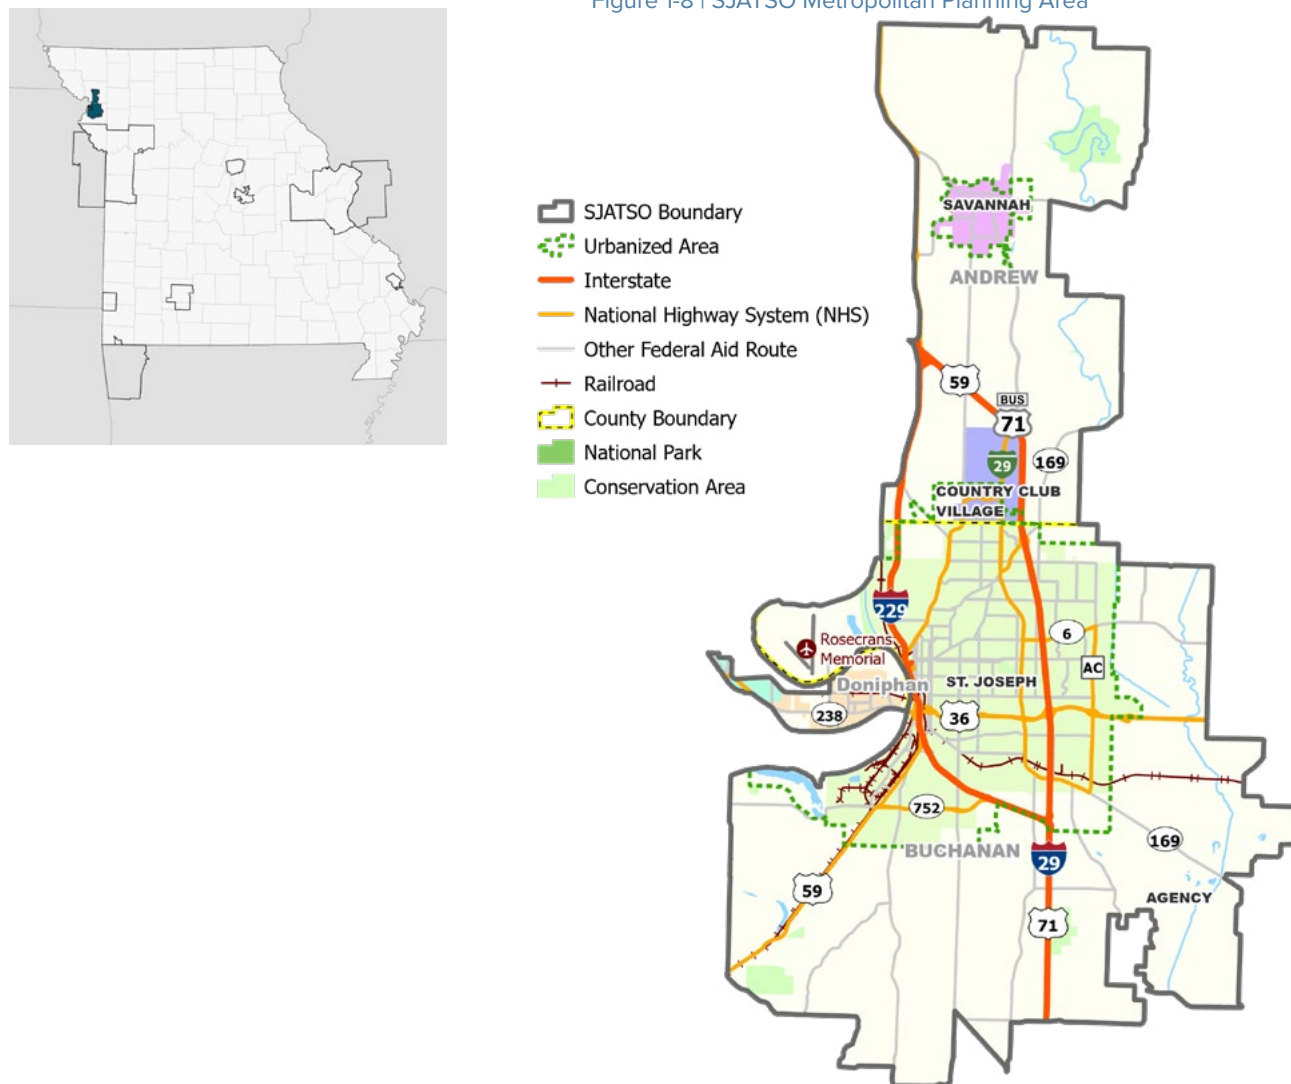 Figure 1-8 | SJATSO Metropolitan Planning Area
SJATSO Boundary
Urbanized Area
Interstate
National Highway System (NHS)
Other Federal Aid Route
Railroad
County Boundary
National Park
Conservation Area
SAVANNAH
ANDREW
59
BUS
71
29
169
COUNTRY CLUB
VILLAGE
229
6
Rosecrans
Memorial
AC
Doniphan
ST. JOSEPH
238
36
752
169
BUCHANAN
29
59
AGENCY
71